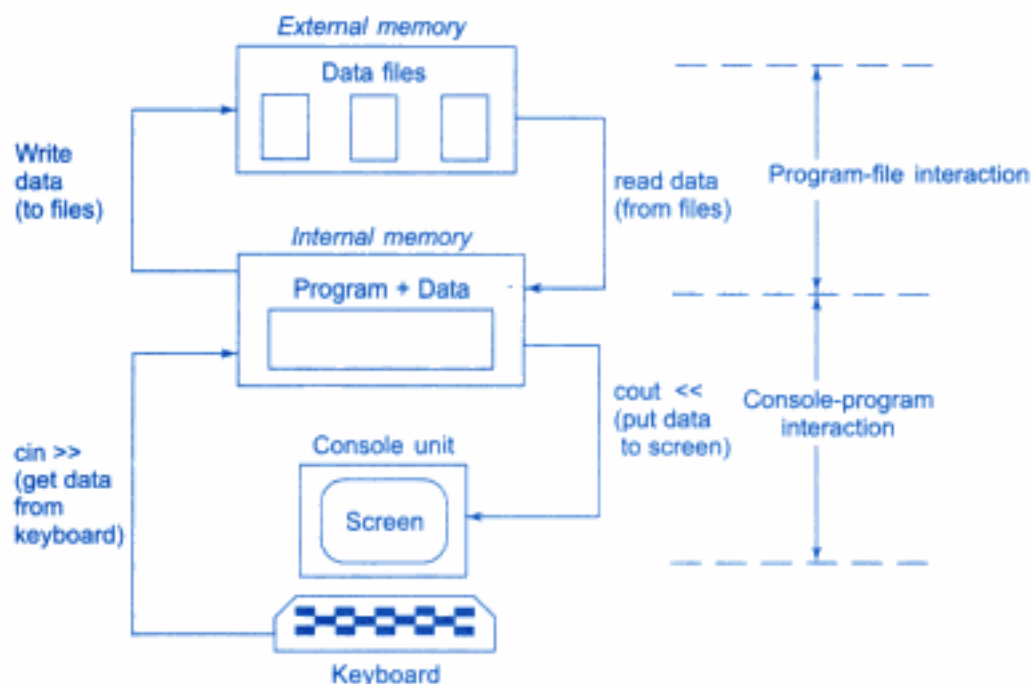 External memory
Data files
Write
data
(to files)
read data
(from files)
Program-file interaction
Internal memory
Program + Data
cout <<
(put data
to screen)
Console-program
interaction
cin >>
(get data
from
keyboard)
Console unit
Screen
Keyboard